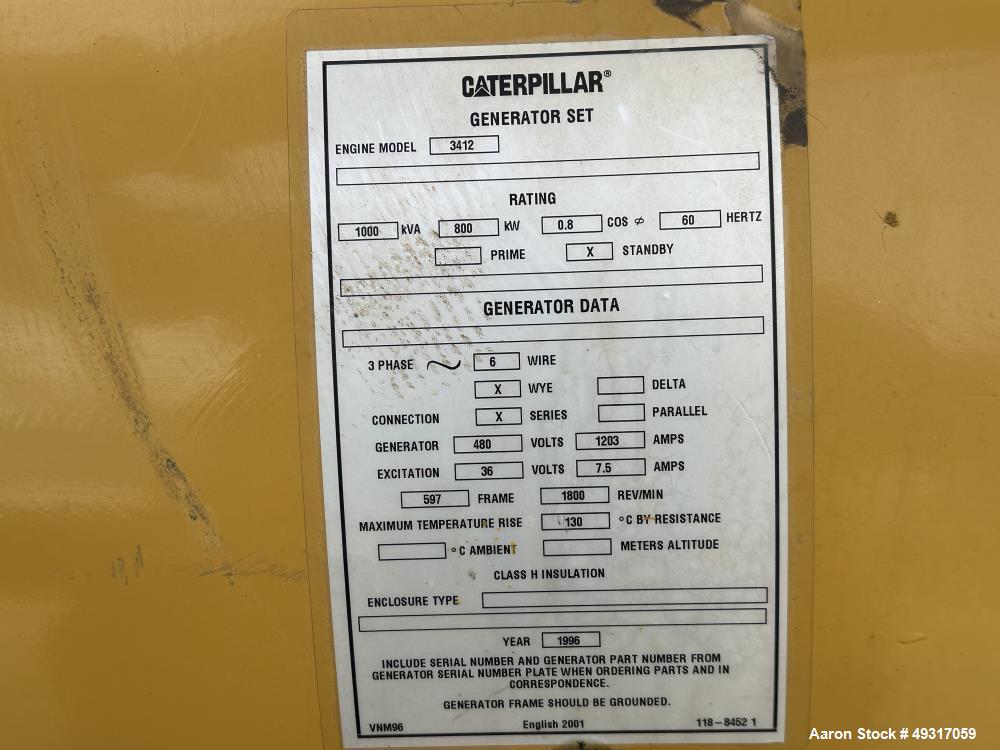 CATERPILLAR®
GENERATOR SET
ENGINE MODEL 3412
RATING
1000 kVA 800 kW 0.8 COS ⌀ 60 HERTZ
PRIME X STANDBY
GENERATOR DATA
3 PHASE ~ 6 WIRE
X WYE DELTA
CONNECTION X SERIES PARALLEL
GENERATOR 480 VOLTS 1203 AMPS
EXCITATION 36 VOLTS 7.5 AMPS
597 FRAME 1800 REV/MIN
MAXIMUM TEMPERATURE RISE 130 °C BY RESISTANCE
°C AMBIENT METERS ALTITUDE
CLASS H INSULATION
ENCLOSURE TYPE
YEAR 1996
INCLUDE SERIAL NUMBER AND GENERATOR PART NUMBER FROM
GENERATOR SERIAL NUMBER PLATE WHEN ORDERING PARTS AND IN
CORRESPONDENCE.
GENERATOR FRAME SHOULD BE GROUNDED.
VNM96 English 2001 118-8452 1
Aaron Stock # 49317059